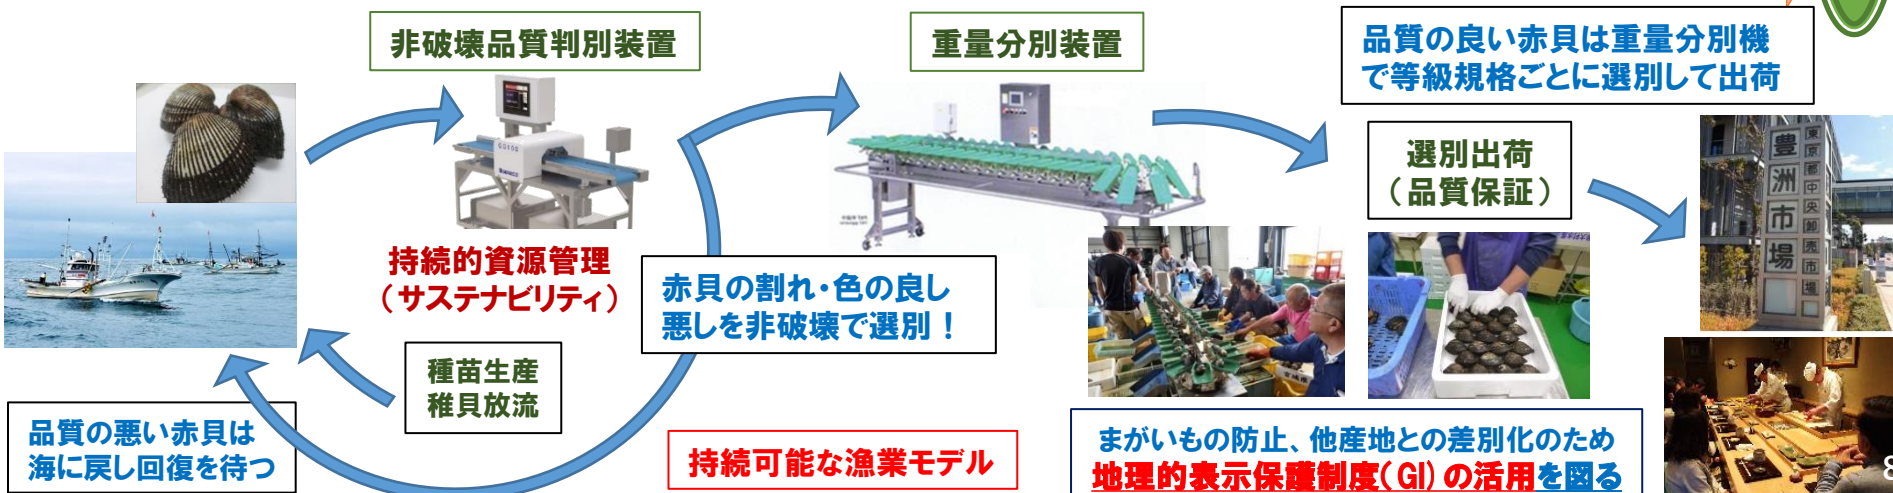 非破壊品質判別装置
重量分別装置
品質の良い赤貝は重量分別機
で等級規格ごとに選別して出荷
選別出荷
（品質保証）
東京都中央卸売市場
豊洲市場
持続的資源管理
（サステナビリティ）
赤貝の割れ・色の良し
悪しを非破壊で選別！
種苗生産
稚貝放流
品質の悪い赤貝は
海に戻し回復を待つ
持続可能な漁業モデル
まがいもの防止、他産地との差別化のため
地理的表示保護制度（GI）の活用を図る
8